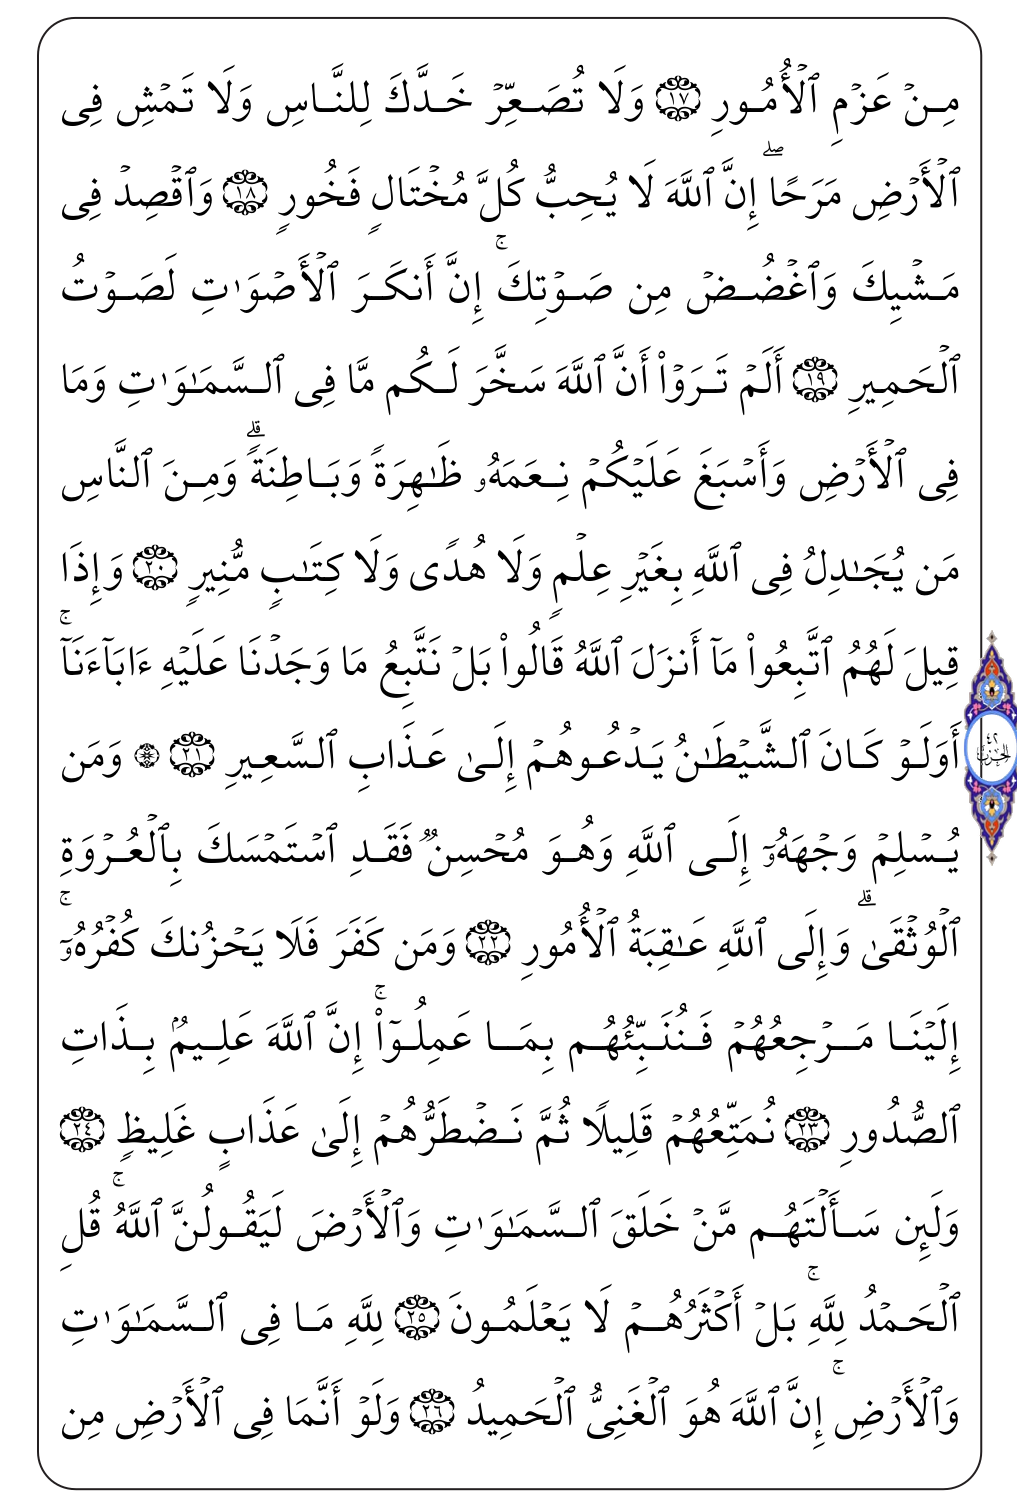 مِنْ عَزْمِ ٱلْأُمُورِ ١٧ وَلَا تُصَعِّرْ خَدَّكَ لِلنَّاسِ وَلَا تَمْشِ فِى
ٱلْأَرْضِ مَرَحًا ۖ إِنَّ ٱللَّهَ لَا يُحِبُّ كُلَّ مُخْتَالٍ فَخُورٍ ١٨ وَٱقْصِدْ فِى
مَشْيِكَ وَٱغْضُضْ مِن صَوْتِكَ ۚ إِنَّ أَنكَرَ ٱلْأَصْوَٰتِ لَصَوْتُ
ٱلْحَمِيرِ ١٩ أَلَمْ تَرَوْا۟ أَنَّ ٱللَّهَ سَخَّرَ لَكُم مَّا فِى ٱلسَّمَـٰوَٰتِ وَمَا
فِى ٱلْأَرْضِ وَأَسْبَغَ عَلَيْكُمْ نِعَمَهُۥ ظَـٰهِرَةً وَبَاطِنَةً ۗ وَمِنَ ٱلنَّاسِ
مَن يُجَـٰدِلُ فِى ٱللَّهِ بِغَيْرِ عِلْمٍ وَلَا هُدًى وَلَا كِتَـٰبٍ مُّنِيرٍ ٢٠ وَإِذَا
قِيلَ لَهُمُ ٱتَّبِعُوا۟ مَآ أَنزَلَ ٱللَّهُ قَالُوا۟ بَلْ نَتَّبِعُ مَا وَجَدْنَا عَلَيْهِ ءَابَآءَنَآ ۚ
أَوَلَوْ كَانَ ٱلشَّيْطَـٰنُ يَدْعُوهُمْ إِلَىٰ عَذَابِ ٱلسَّعِيرِ ٢١ ۞ وَمَن
٤٢ الحزب
يُسْلِمْ وَجْهَهُۥٓ إِلَى ٱللَّهِ وَهُوَ مُحْسِنٌ فَقَدِ ٱسْتَمْسَكَ بِٱلْعُرْوَةِ
ٱلْوُثْقَىٰ ۗ وَإِلَى ٱللَّهِ عَـٰقِبَةُ ٱلْأُمُورِ ٢٢ وَمَن كَفَرَ فَلَا يَحْزُنكَ كُفْرُهُۥٓ ۚ
إِلَيْنَا مَرْجِعُهُمْ فَنُنَبِّئُهُم بِمَا عَمِلُوٓا۟ ۚ إِنَّ ٱللَّهَ عَلِيمٌۢ بِذَاتِ
ٱلصُّدُورِ ٢٣ نُمَتِّعُهُمْ قَلِيلًا ثُمَّ نَضْطَرُّهُمْ إِلَىٰ عَذَابٍ غَلِيظٍ ٢٤
وَلَئِن سَأَلْتَهُم مَّنْ خَلَقَ ٱلسَّمَـٰوَٰتِ وَٱلْأَرْضَ لَيَقُولُنَّ ٱللَّهُ ۚ قُلِ
ٱلْحَمْدُ لِلَّهِ ۚ بَلْ أَكْثَرُهُمْ لَا يَعْلَمُونَ ٢٥ لِلَّهِ مَا فِى ٱلسَّمَـٰوَٰتِ
وَٱلْأَرْضِ ۚ إِنَّ ٱللَّهَ هُوَ ٱلْغَنِىُّ ٱلْحَمِيدُ ٢٦ وَلَوْ أَنَّمَا فِى ٱلْأَرْضِ مِن